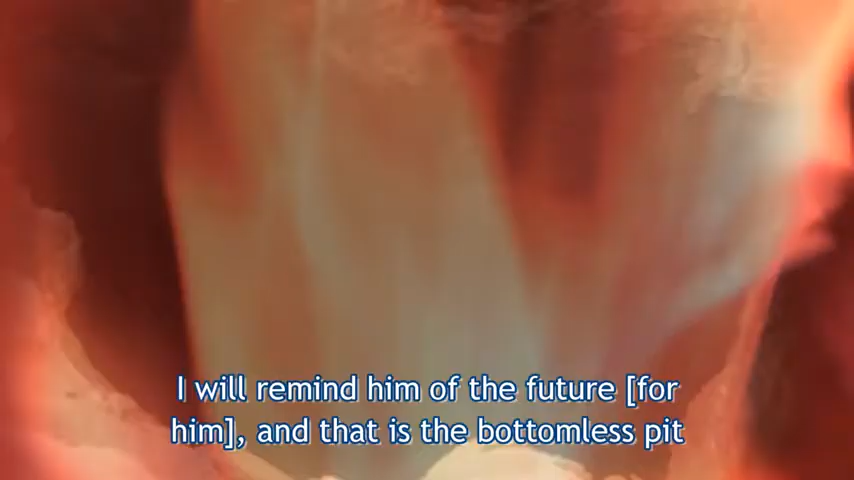 I will remind him of the future [for
him], and that is the bottomless pit